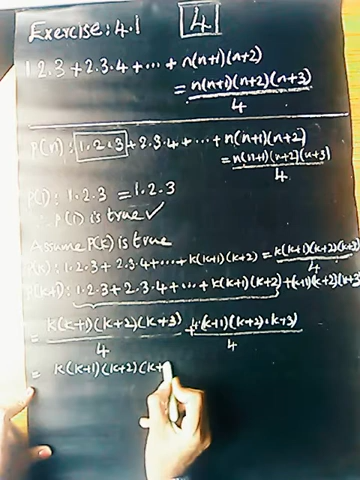 Exercise: 4.1 4
1.2.3 + 2.3.4 + ... + n(n+1)(n+2)
= n(n+1)(n+2)(n+3)/4
P(n): 1.2.3 + 2.3.4 + ... + n(n+1)(n+2)
= n(n+1)(n+2)(n+3)/4
P(1): 1.2.3 = 1.2.3
∴ P(1) is true ✓
Assume P(k) is true
P(k): 1.2.3 + 2.3.4 + ... + k(k+1)(k+2) = k(k+1)(k+2)(k+3)/4
P(k+1): 1.2.3 + 2.3.4 + ... + k(k+1)(k+2) + (k+1)(k+2)(k+3)
= k(k+1)(k+2)(k+3)/4 + (k+1)(k+2)(k+3)/4
= k(k+1)(k+2)(k+